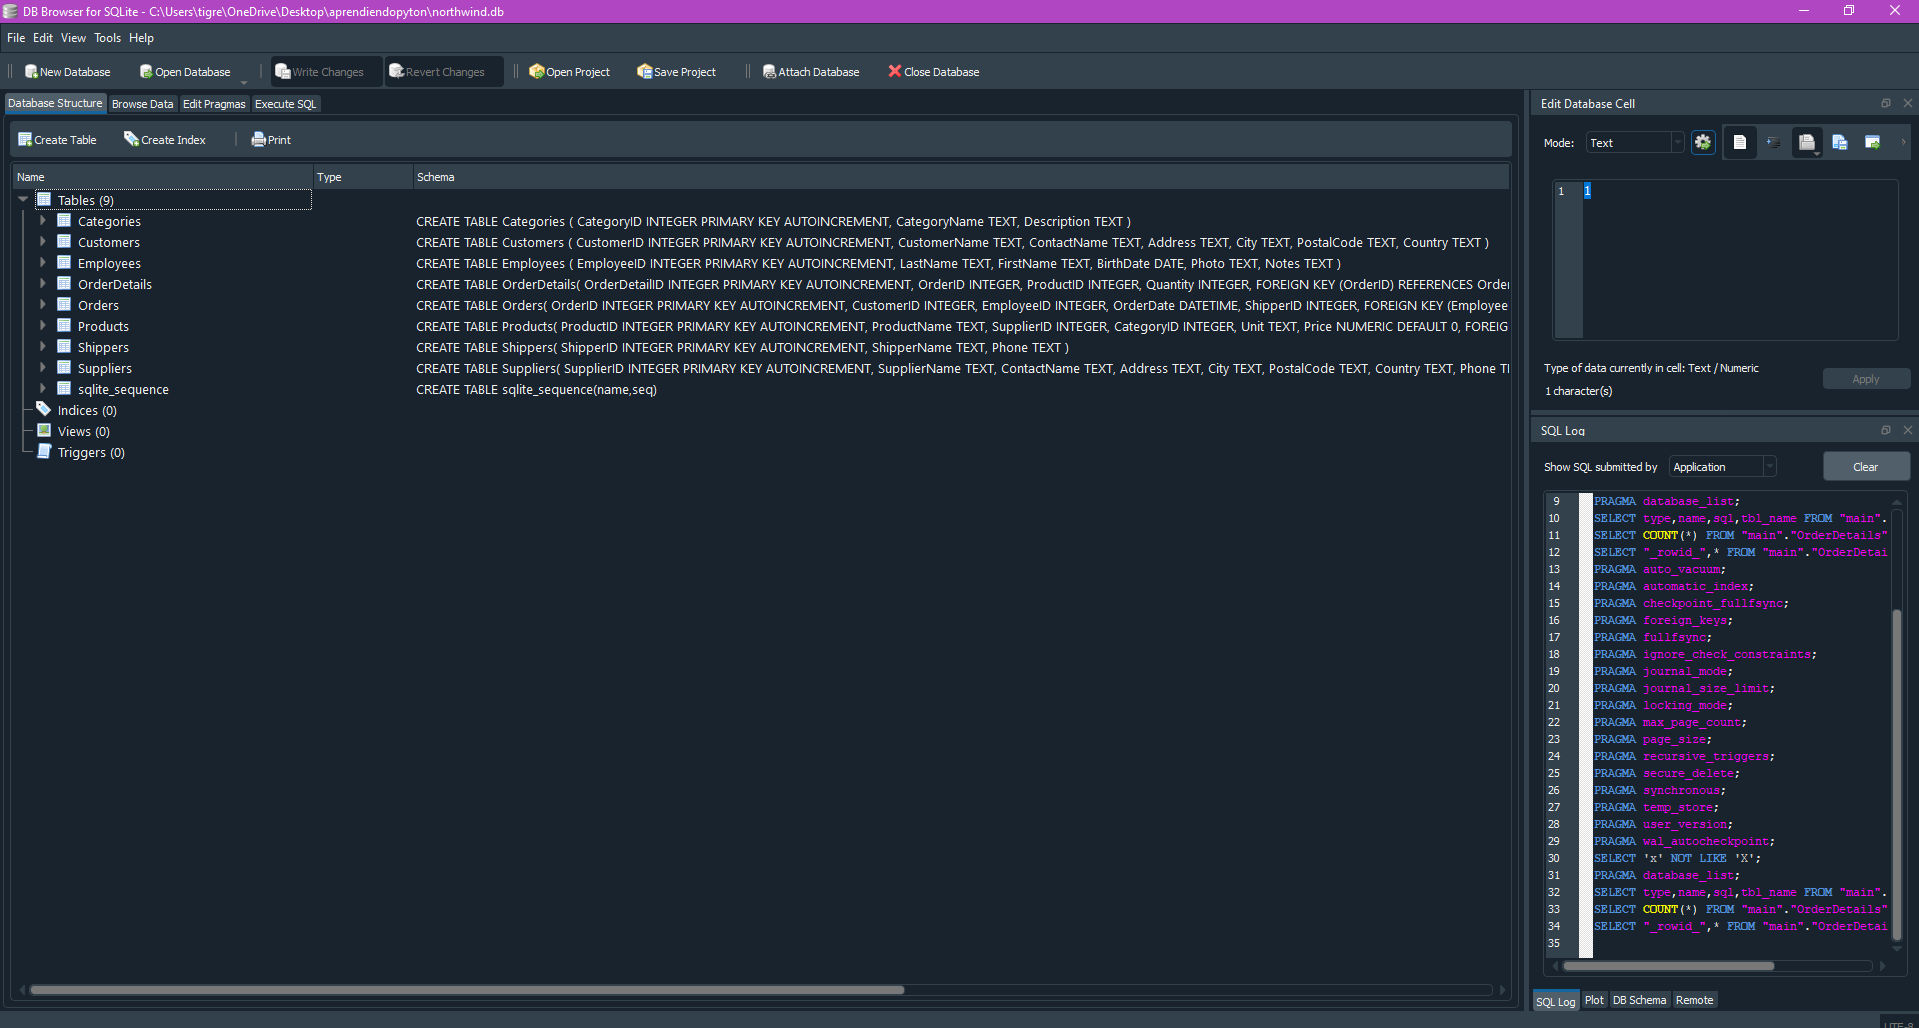 DB Browser for SQLite - C:\Users\tigre\OneDrive\Desktop\aprendiendopyton\northwind.db
File Edit View Tools Help
New Database Open Database Write Changes Revert Changes Open Project Save Project Attach Database Close Database
Database Structure Browse Data Edit Pragmas Execute SQL
Create Table Create Index Print
Name Type Schema
Tables (9)
Categories CREATE TABLE Categories ( CategoryID INTEGER PRIMARY KEY AUTOINCREMENT, CategoryName TEXT, Description TEXT )
Customers CREATE TABLE Customers ( CustomerID INTEGER PRIMARY KEY AUTOINCREMENT, CustomerName TEXT, ContactName TEXT, Address TEXT, City TEXT, PostalCode TEXT, Country TEXT )
Employees CREATE TABLE Employees ( EmployeeID INTEGER PRIMARY KEY AUTOINCREMENT, LastName TEXT, FirstName TEXT, BirthDate DATE, Photo TEXT, Notes TEXT )
OrderDetails CREATE TABLE OrderDetails( OrderDetailID INTEGER PRIMARY KEY AUTOINCREMENT, OrderID INTEGER, ProductID INTEGER, Quantity INTEGER, FOREIGN KEY (OrderID) REFERENCES Orde
Orders CREATE TABLE Orders( OrderID INTEGER PRIMARY KEY AUTOINCREMENT, CustomerID INTEGER, EmployeeID INTEGER, OrderDate DATETIME, ShipperID INTEGER, FOREIGN KEY (Employee
Products CREATE TABLE Products( ProductID INTEGER PRIMARY KEY AUTOINCREMENT, ProductName TEXT, SupplierID INTEGER, CategoryID INTEGER, Unit TEXT, Price NUMERIC DEFAULT 0, FOREIG
Shippers CREATE TABLE Shippers( ShipperID INTEGER PRIMARY KEY AUTOINCREMENT, ShipperName TEXT, Phone TEXT )
Suppliers CREATE TABLE Suppliers( SupplierID INTEGER PRIMARY KEY AUTOINCREMENT, SupplierName TEXT, ContactName TEXT, Address TEXT, City TEXT, PostalCode TEXT, Country TEXT, Phone T
sqlite_sequence CREATE TABLE sqlite_sequence(name,seq)
Indices (0)
Views (0)
Triggers (0)
Edit Database Cell
Mode: Text
1 1
Type of data currently in cell: Text / Numeric
1 character(s)
Apply
SQL Log
Show SQL submitted by Application Clear
9 PRAGMA database_list;
10 SELECT type,name,sql,tbl_name FROM "main".
11 SELECT COUNT(*) FROM "main"."OrderDetails"
12 SELECT "_rowid_",* FROM "main"."OrderDetai
13 PRAGMA auto_vacuum;
14 PRAGMA automatic_index;
15 PRAGMA checkpoint_fullfsync;
16 PRAGMA foreign_keys;
17 PRAGMA fullfsync;
18 PRAGMA ignore_check_constraints;
19 PRAGMA journal_mode;
20 PRAGMA journal_size_limit;
21 PRAGMA locking_mode;
22 PRAGMA max_page_count;
23 PRAGMA page_size;
24 PRAGMA recursive_triggers;
25 PRAGMA secure_delete;
26 PRAGMA synchronous;
27 PRAGMA temp_store;
28 PRAGMA user_version;
29 PRAGMA wal_autocheckpoint;
30 SELECT 'x' NOT LIKE 'X';
31 PRAGMA database_list;
32 SELECT type,name,sql,tbl_name FROM "main".
33 SELECT COUNT(*) FROM "main"."OrderDetails"
34 SELECT "_rowid_",* FROM "main"."OrderDetai
35
SQL Log Plot DB Schema Remote
UTF-8